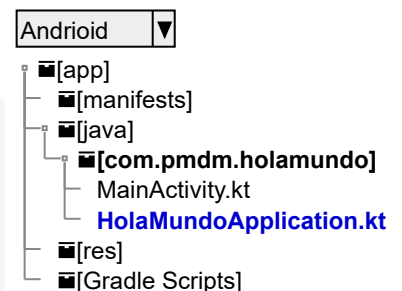 Andrioid
[app]
[manifests]
[java]
[com.pmdm.holamundo]
MainActivity.kt
HolaMundoApplication.kt
[res]
[Gradle Scripts]